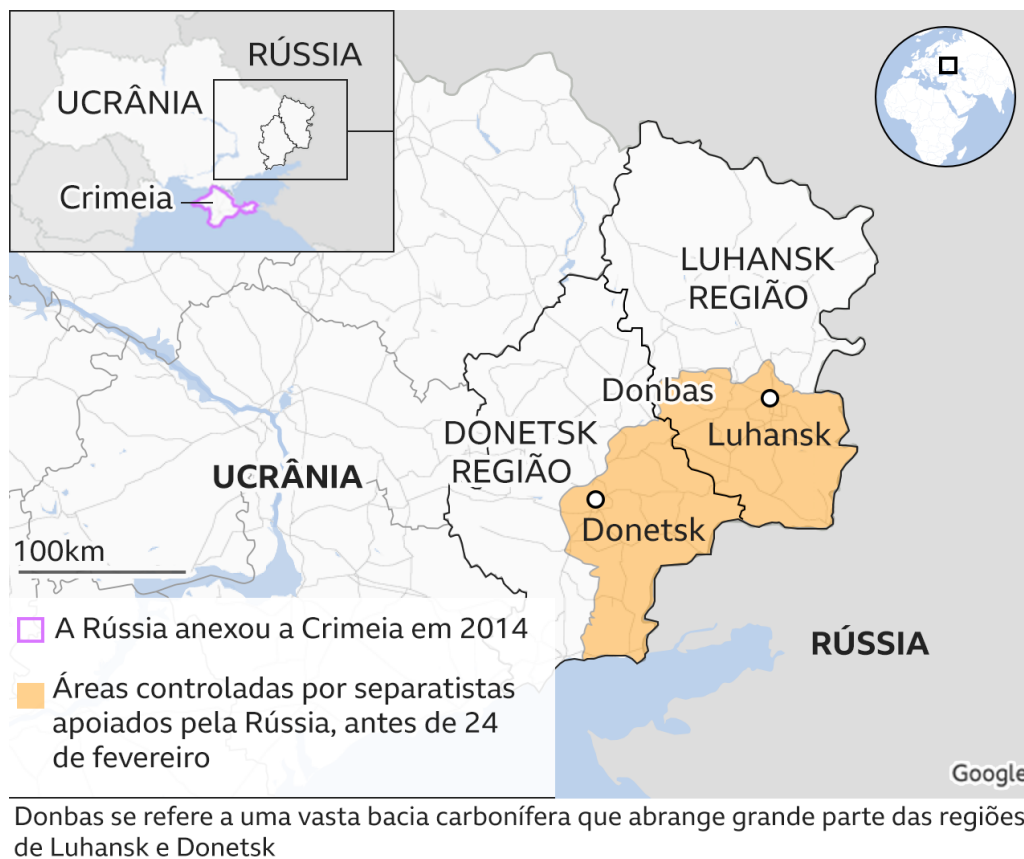 RÚSSIA
UCRÂNIA
Crimeia
LUHANSK
REGIÃO
Donbas
Luhansk
DONETSK
REGIÃO
UCRÂNIA
Donetsk
100km
A Rússia anexou a Crimeia em 2014
RÚSSIA
Áreas controladas por separatistas
apoiados pela Rússia, antes de 24
de fevereiro
Google
Donbas se refere a uma vasta bacia carbonífera que abrange grande parte das regiões
de Luhansk e Donetsk